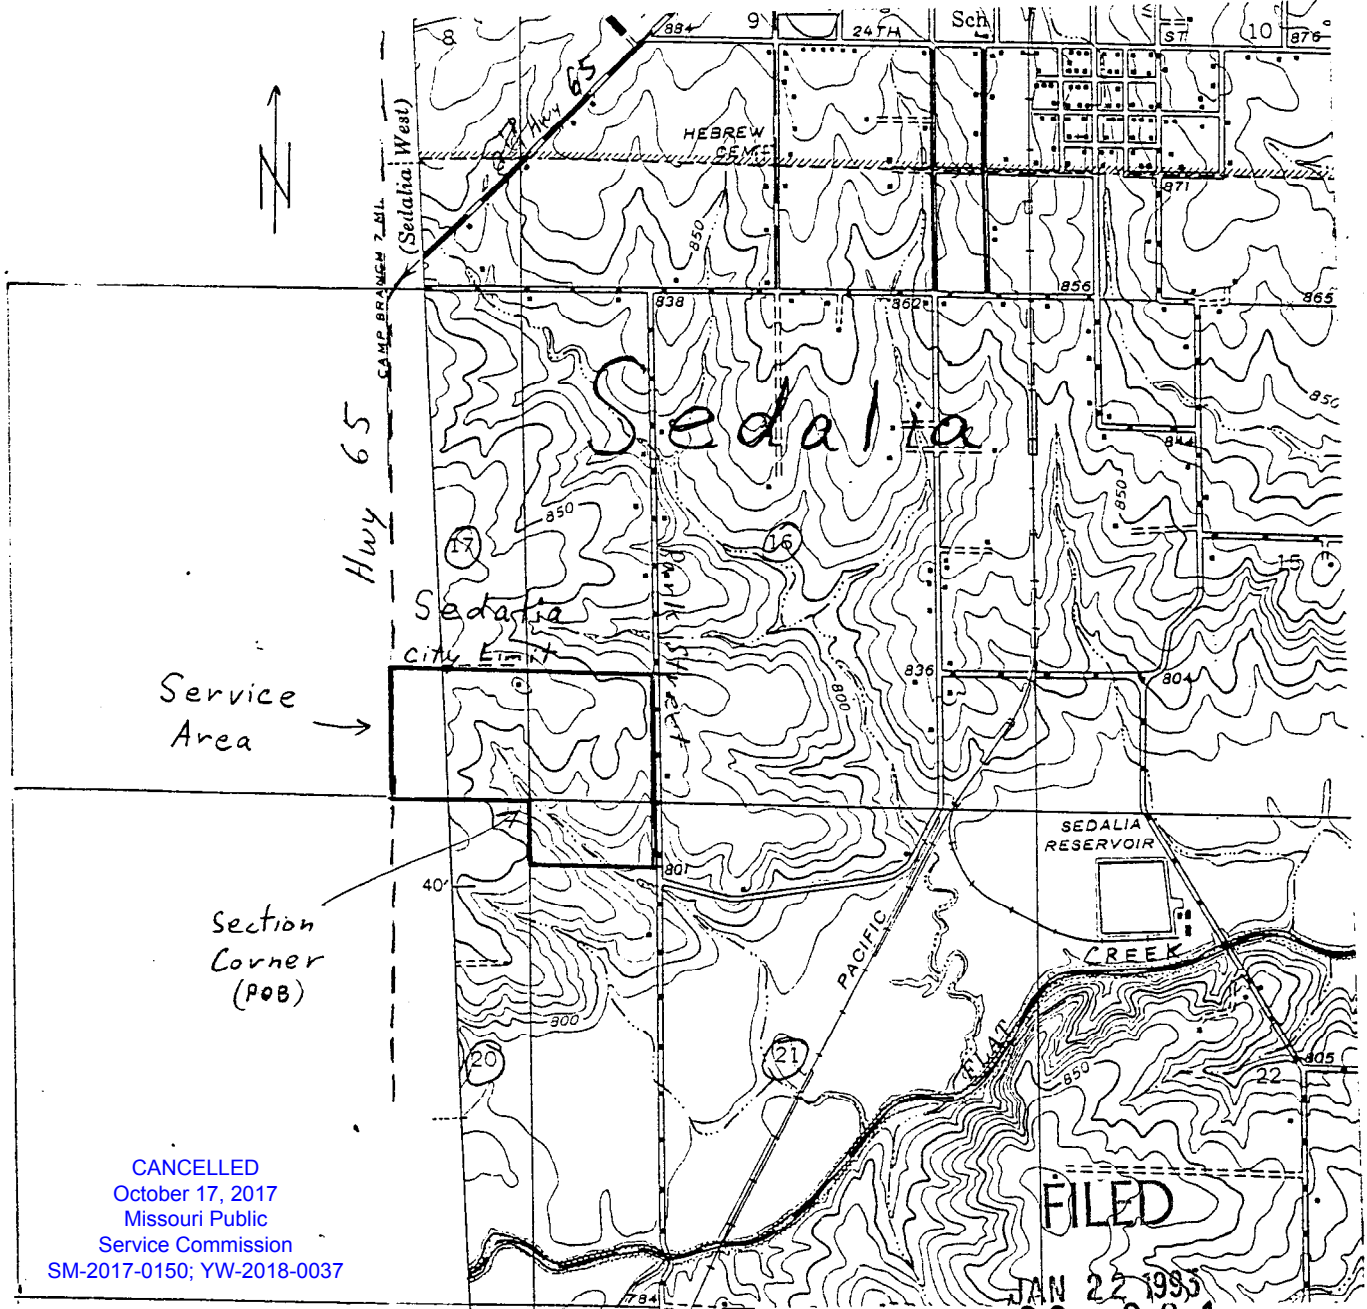 8
884
9
24TH
Sch
ST
10
876
65
Hwy
N
(Sedalia West)
CAMP BRANCH 7 MI.
HEBREW
CEM
871
850
838
862
856
865
Sedalia
850
844
850
Hwy 65
850
17
16
15
Sedalia
City Limit
836
804
800
Service
Area
SEDALIA
RESERVOIR
801
40'
Section
Corner
(POB)
PACIFIC
CREEK
FLAT
800
20
21
850
805
22
CANCELLED
October 17, 2017
Missouri Public
Service Commission
SM-2017-0150; YW-2018-0037
FILED
784
JAN 22 1993